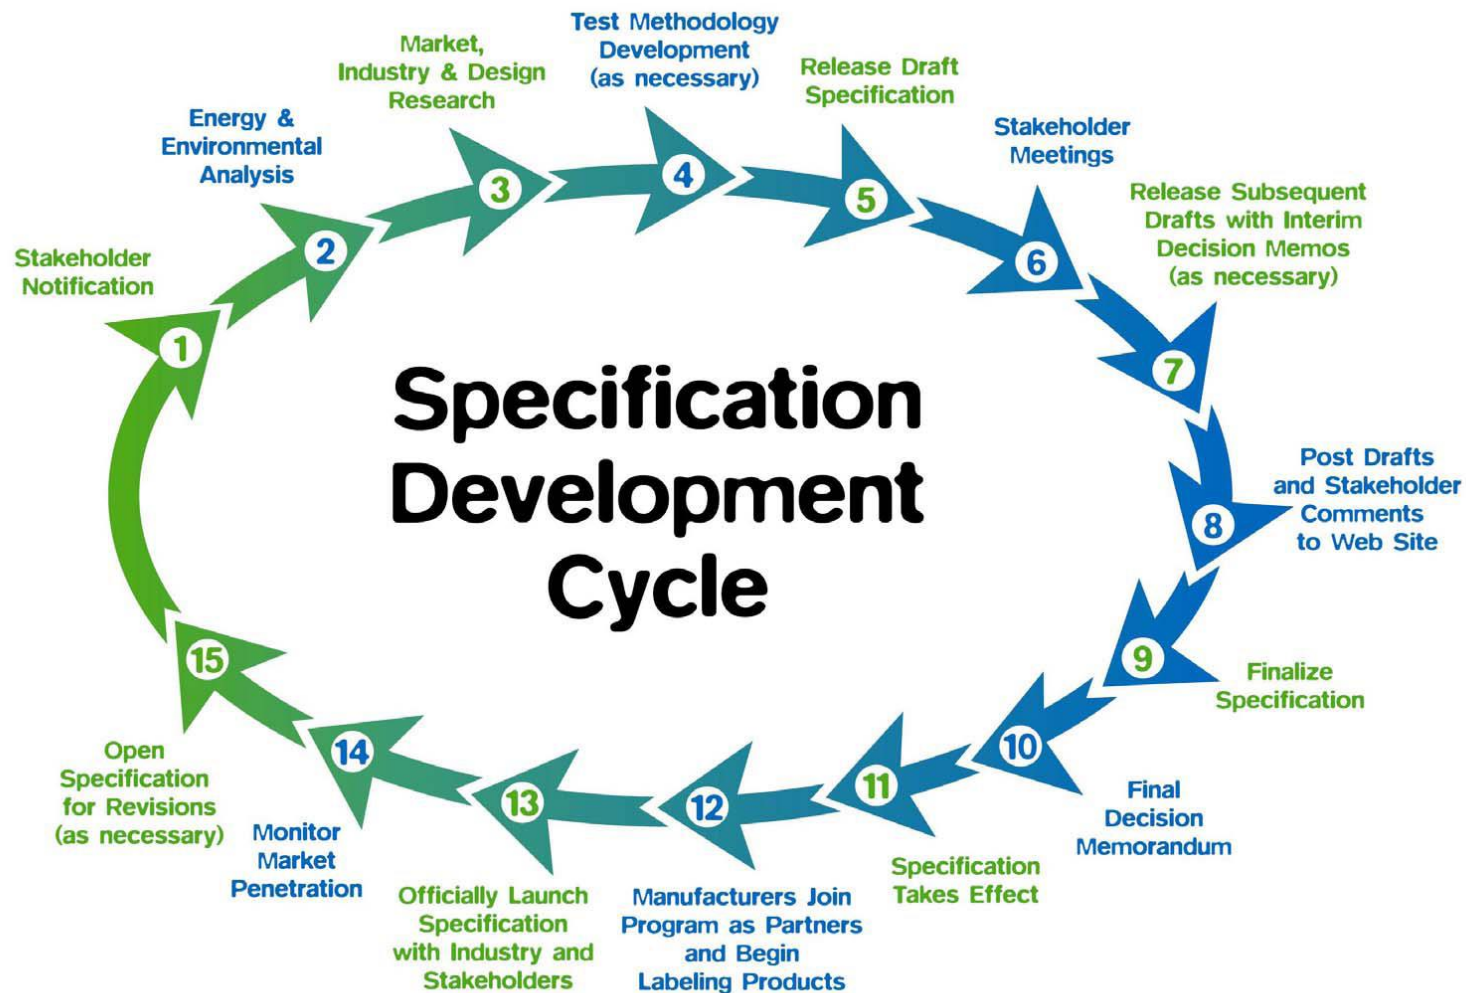 Specification
Development
Cycle
1
Stakeholder
Notification
2
Energy &
Environmental
Analysis
3
Market,
Industry & Design
Research
4
Test Methodology
Development
(as necessary)
5
Release Draft
Specification
6
Stakeholder
Meetings
7
Release Subsequent
Drafts with Interim
Decision Memos
(as necessary)
8
Post Drafts
and Stakeholder
Comments
to Web Site
9
Finalize
Specification
10
Final
Decision
Memorandum
11
Specification
Takes Effect
12
Manufacturers Join
Program as Partners
and Begin
Labeling Products
13
Officially Launch
Specification
with Industry and
Stakeholders
14
Monitor
Market
Penetration
15
Open
Specification
for Revisions
(as necessary)